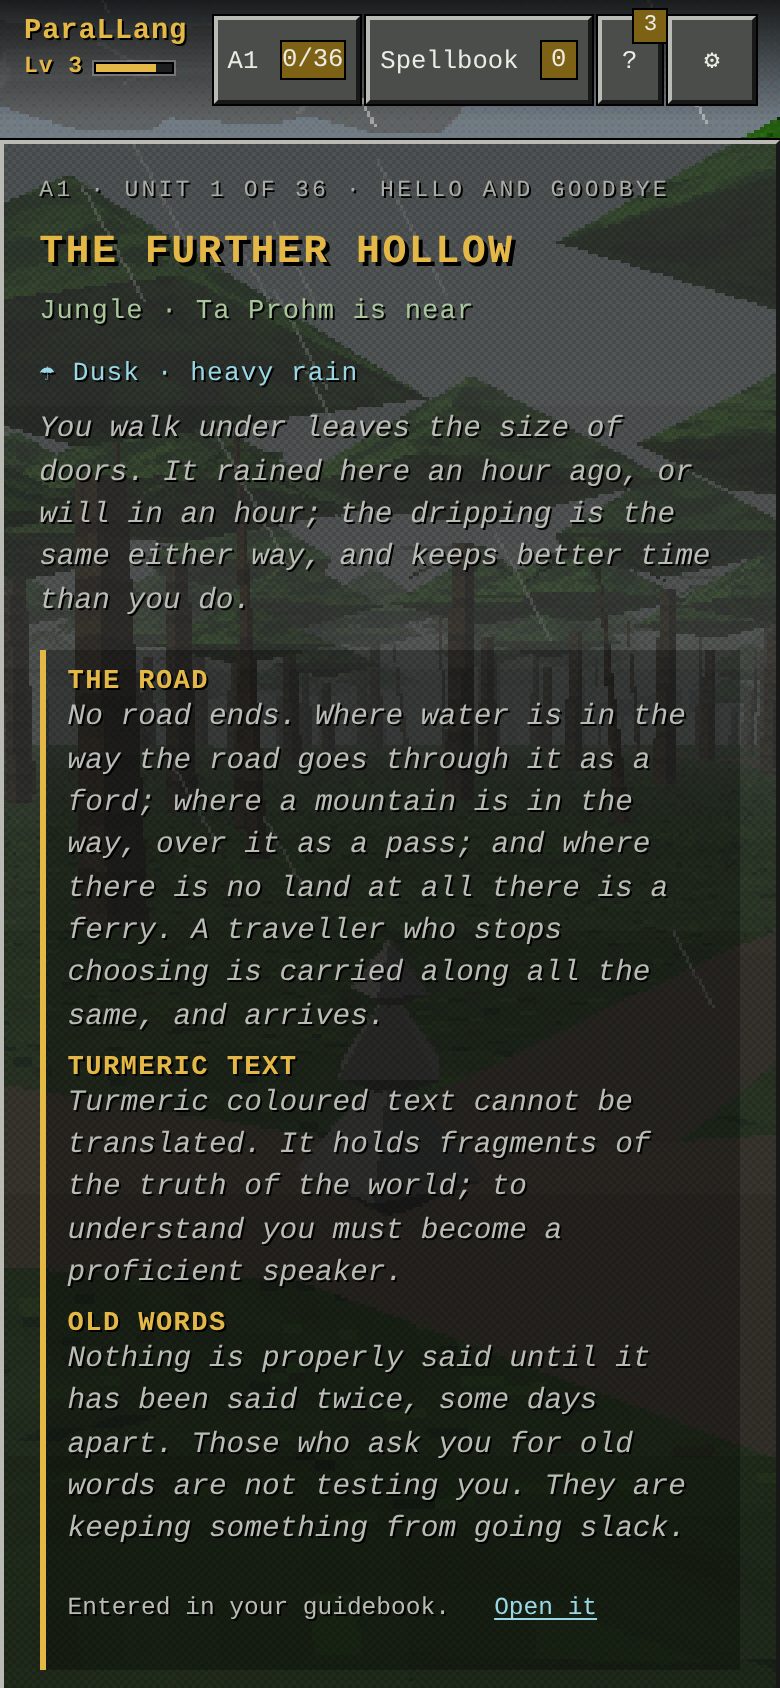 ParaLLang
Lv 3
A1 0/36
Spellbook 0
? 3
⚙
A1 · UNIT 1 OF 36 · HELLO AND GOODBYE
THE FURTHER HOLLOW
Jungle · Ta Prohm is near
☂ Dusk · heavy rain
You walk under leaves the size of
doors. It rained here an hour ago, or
will in an hour; the dripping is the
same either way, and keeps better time
than you do.
THE ROAD
No road ends. Where water is in the
way the road goes through it as a
ford; where a mountain is in the
way, over it as a pass; and where
there is no land at all there is a
ferry. A traveller who stops
choosing is carried along all the
same, and arrives.
TURMERIC TEXT
Turmeric coloured text cannot be
translated. It holds fragments of
the truth of the world; to
understand you must become a
proficient speaker.
OLD WORDS
Nothing is properly said until it
has been said twice, some days
apart. Those who ask you for old
words are not testing you. They are
keeping something from going slack.
Entered in your guidebook. Open it